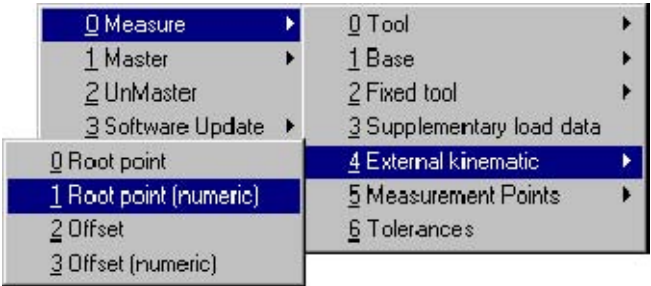 0 Measure
1 Master
2 UnMaster
3 Software Update
0 Tool
1 Base
2 Fixed tool
3 Supplementary load data
4 External kinematic
5 Measurement Points
6 Tolerances
0 Root point
1 Root point (numeric)
2 Offset
3 Offset (numeric)